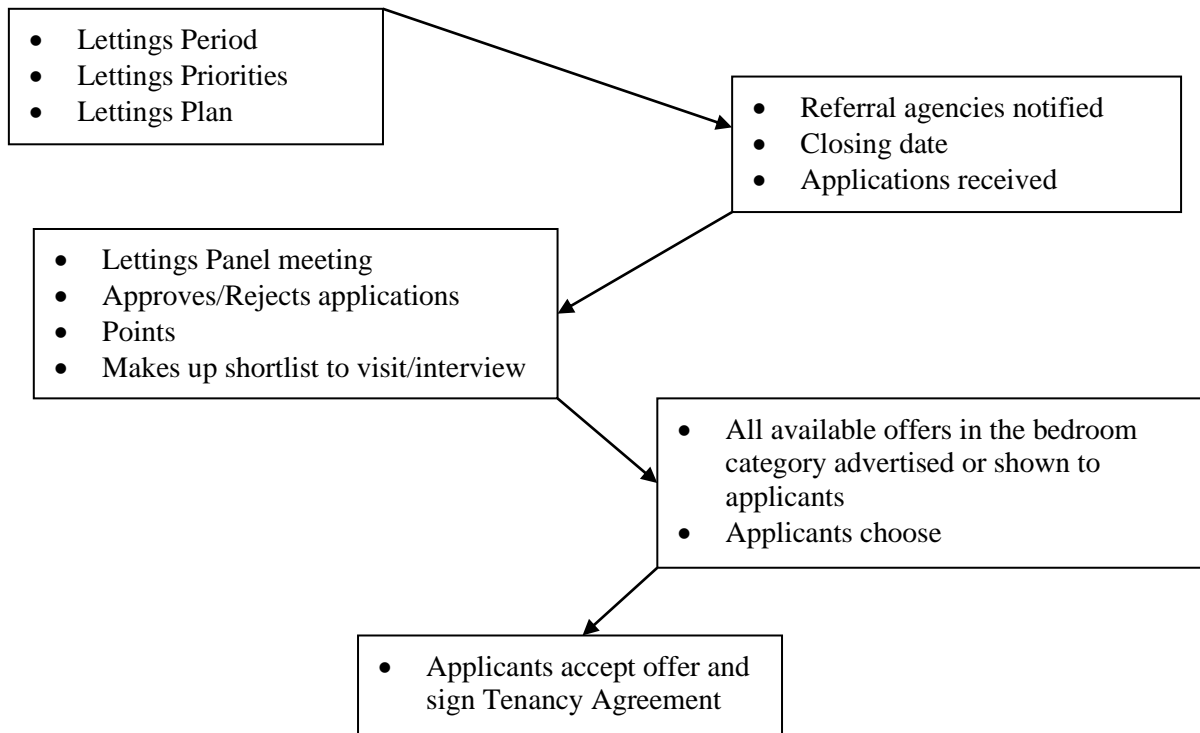 • Lettings Period
• Lettings Priorities
• Lettings Plan
• Referral agencies notified
• Closing date
• Applications received
• Lettings Panel meeting
• Approves/Rejects applications
• Points
• Makes up shortlist to visit/interview
• All available offers in the bedroom
category advertised or shown to
applicants
• Applicants choose
• Applicants accept offer and
sign Tenancy Agreement